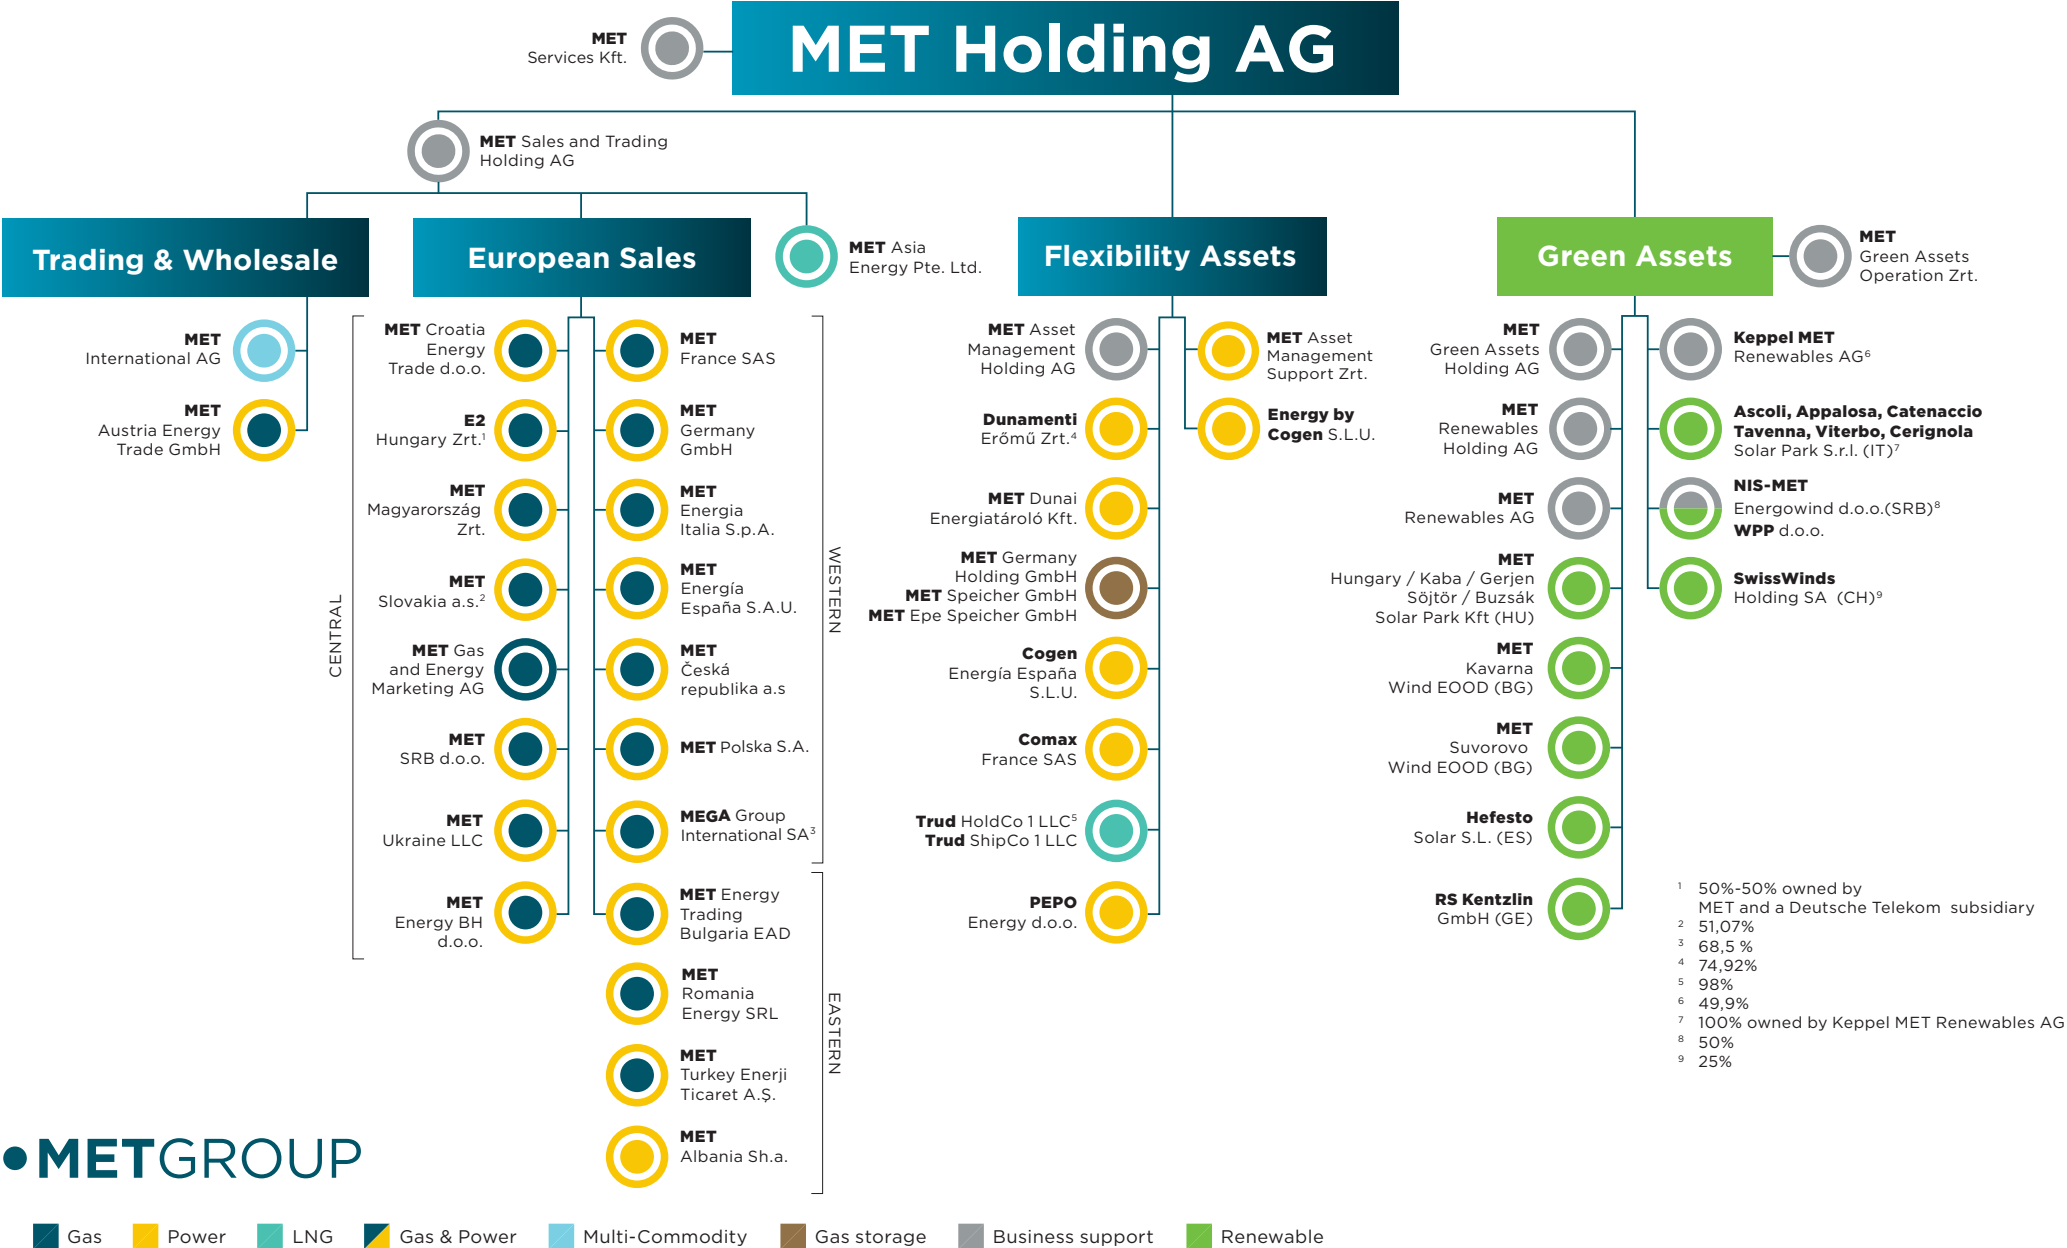 MET Holding AG
MET
Services Kft.
MET Sales and Trading
Holding AG
Trading & Wholesale
European Sales
MET Asia
Energy Pte. Ltd.
Flexibility Assets
Green Assets
MET
Green Assets
Operation Zrt.
MET
International AG
MET
Austria Energy
Trade GmbH
CENTRAL
MET Croatia
Energy
Trade d.o.o.
E2
Hungary Zrt.¹
MET
Magyarország
Zrt.
MET
Slovakia a.s.²
MET Gas
and Energy
Marketing AG
MET
SRB d.o.o.
MET
Ukraine LLC
MET
Energy BH
d.o.o.
MET
France SAS
MET
Germany
GmbH
MET
Energia
Italia S.p.A.
MET
Energía
España S.A.U.
MET
Česká
republika a.s
MET Polska S.A.
MEGA Group
International SA³
WESTERN
MET Energy
Trading
Bulgaria EAD
MET
Romania
Energy SRL
MET
Turkey Enerji
Ticaret A.Ş.
MET
Albania Sh.a.
EASTERN
MET Asset
Management
Holding AG
Dunamenti
Erőmű Zrt.⁴
MET Dunai
Energiatároló Kft.
MET Germany
Holding GmbH
MET Speicher GmbH
MET Epe Speicher GmbH
Cogen
Energía España
S.L.U.
Comax
France SAS
Trud HoldCo 1 LLC⁵
Trud ShipCo 1 LLC
PEPO
Energy d.o.o.
MET Asset
Management
Support Zrt.
Energy by
Cogen S.L.U.
MET
Green Assets
Holding AG
MET
Renewables
Holding AG
MET
Renewables AG
MET
Hungary / Kaba / Gerjen
Söjtör / Buzsák
Solar Park Kft (HU)
MET
Kavarna
Wind EOOD (BG)
MET
Suvorovo
Wind EOOD (BG)
Hefesto
Solar S.L. (ES)
RS Kentzlin
GmbH (GE)
Keppel MET
Renewables AG⁶
Ascoli, Appalosa, Catenaccio
Tavenna, Viterbo, Cerignola
Solar Park S.r.l. (IT)⁷
NIS-MET
Energowind d.o.o.(SRB)⁸
WPP d.o.o.
SwissWinds
Holding SA (CH)⁹
¹ 50%-50% owned by
MET and a Deutsche Telekom subsidiary
² 51,07%
³ 68,5 %
⁴ 74,92%
⁵ 98%
⁶ 49,9%
⁷ 100% owned by Keppel MET Renewables AG
⁸ 50%
⁹ 25%
METGROUP
Gas
Power
LNG
Gas & Power
Multi-Commodity
Gas storage
Business support
Renewable